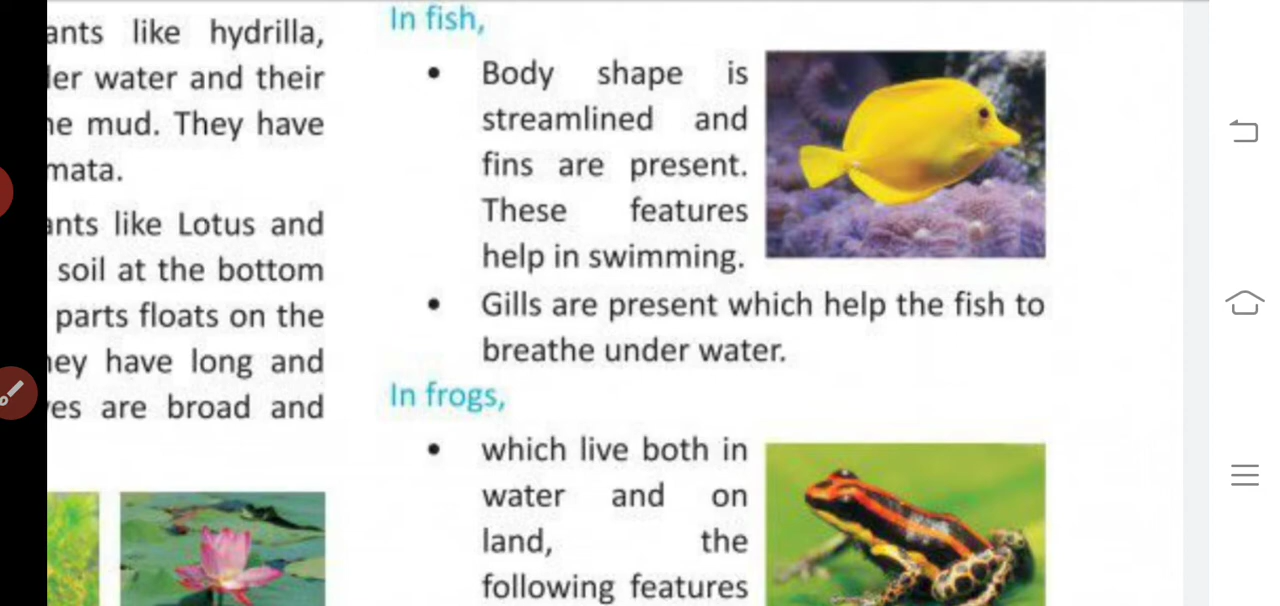 ants like hydrilla,
er water and their
e mud. They have
mata.
ants like Lotus and
soil at the bottom
parts floats on the
ey have long and
es are broad and
In fish,
• Body shape is
streamlined and
fins are present.
These features
help in swimming.
• Gills are present which help the fish to
breathe under water.
In frogs,
• which live both in
water and on
land, the
following features